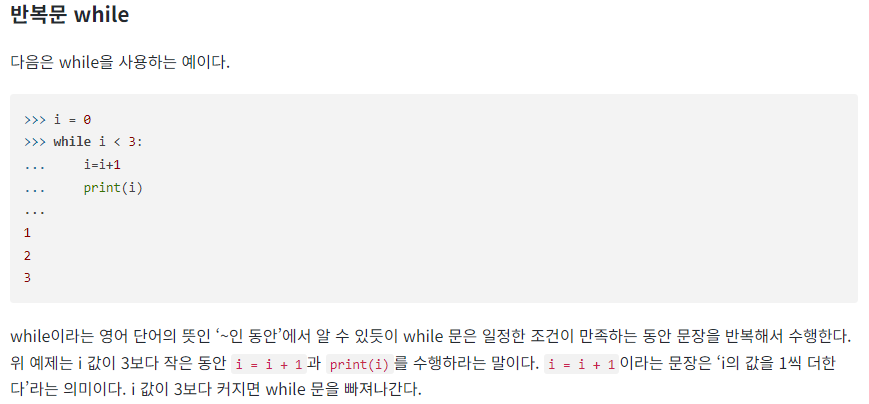 반복문 while
다음은 while을 사용하는 예이다.
>>> i = 0
>>> while i < 3:
...     i=i+1
...     print(i)
...
1
2
3
while이라는 영어 단어의 뜻인 ‘~인 동안’에서 알 수 있듯이 while 문은 일정한 조건이 만족하는 동안 문장을 반복해서 수행한다.
위 예제는 i 값이 3보다 작은 동안 i = i + 1과 print(i)를 수행하라는 말이다. i = i + 1이라는 문장은 ‘i의 값을 1씩 더한
다’라는 의미이다. i 값이 3보다 커지면 while 문을 빠져나간다.